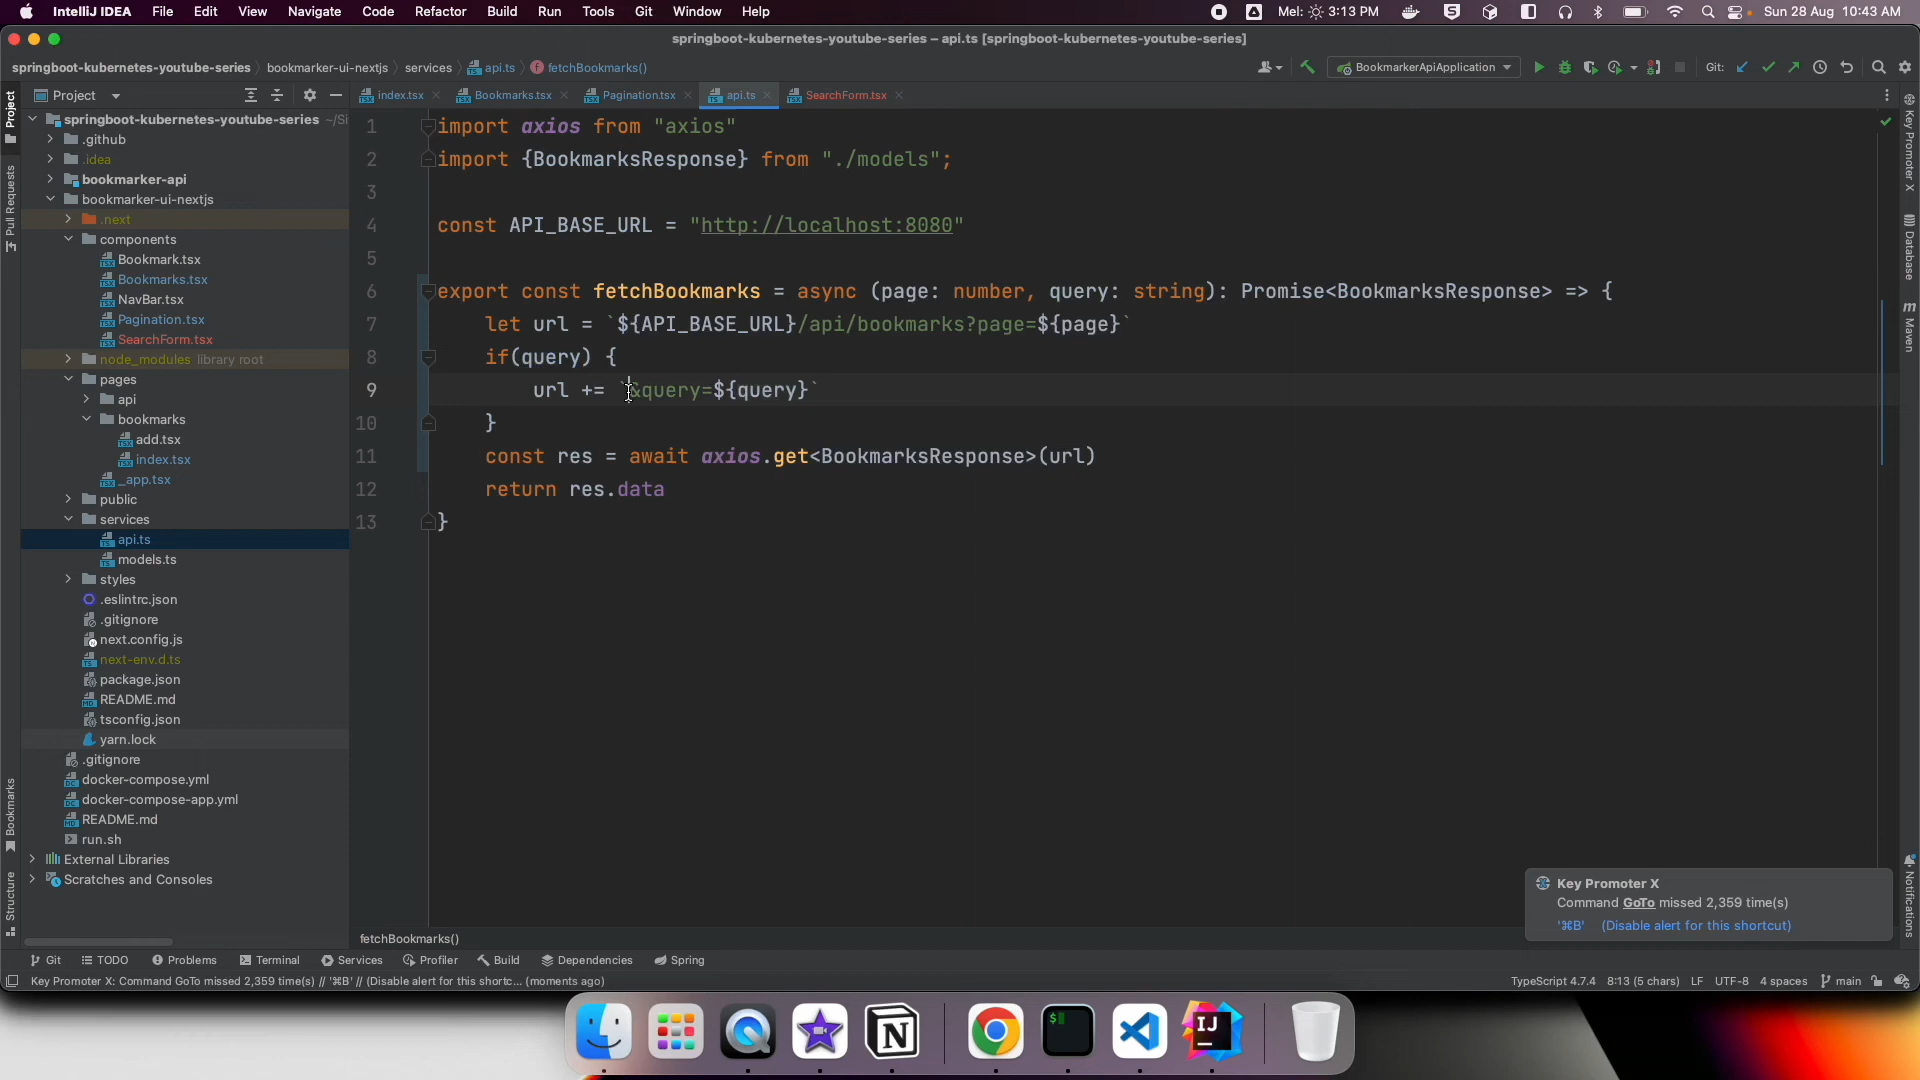 IntelliJ IDEA File Edit View Navigate Code Refactor Build Run Tools Git Window Help
Mel: 3:13 PM Sun 28 Aug 10:43 AM
springboot-kubernetes-youtube-series – api.ts [springboot-kubernetes-youtube-series]
springboot-kubernetes-youtube-series bookmarker-ui-nextjs services api.ts fetchBookmarks()
BookmarkerApiApplication Git:
Project
index.tsx Bookmarks.tsx Pagination.tsx api.ts SearchForm.tsx
Project
Pull Requests
Bookmarks
Structure
springboot-kubernetes-youtube-series ~/Si
.github
.idea
bookmarker-api
bookmarker-ui-nextjs
.next
components
Bookmark.tsx
Bookmarks.tsx
NavBar.tsx
Pagination.tsx
SearchForm.tsx
node_modules library root
pages
api
bookmarks
add.tsx
index.tsx
_app.tsx
public
services
api.ts
models.ts
styles
.eslintrc.json
.gitignore
next.config.js
next-env.d.ts
package.json
README.md
tsconfig.json
yarn.lock
.gitignore
docker-compose.yml
docker-compose-app.yml
README.md
run.sh
External Libraries
Scratches and Consoles
1 import axios from "axios"
2 import {BookmarksResponse} from "./models";
3
4 const API_BASE_URL = "http://localhost:8080"
5
6 export const fetchBookmarks = async (page: number, query: string): Promise<BookmarksResponse> => {
7 let url = `${API_BASE_URL}/api/bookmarks?page=${page}`
8 if(query) {
9 url += `&query=${query}`
10 }
11 const res = await axios.get<BookmarksResponse>(url)
12 return res.data
13 }
Key Promoter X
Database
Maven
Notifications
Key Promoter X
Command GoTo missed 2,359 time(s)
'⌘B' (Disable alert for this shortcut)
fetchBookmarks()
Git TODO Problems Terminal Services Profiler Build Dependencies Spring
Key Promoter X: Command GoTo missed 2,359 time(s) // '⌘B' // (Disable alert for this shortc... (moments ago)
TypeScript 4.7.4 8:13 (5 chars) LF UTF-8 4 spaces main